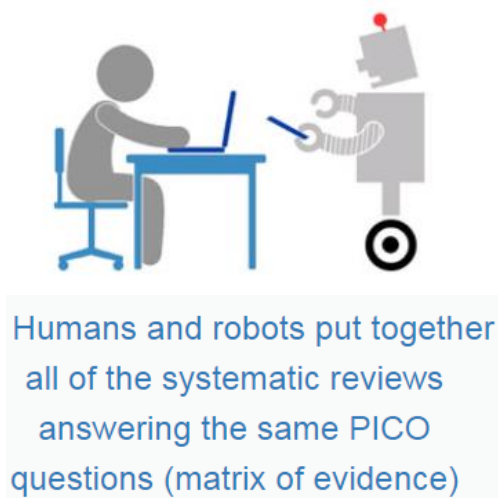 Humans and robots put together
all of the systematic reviews
answering the same PICO
questions (matrix of evidence)